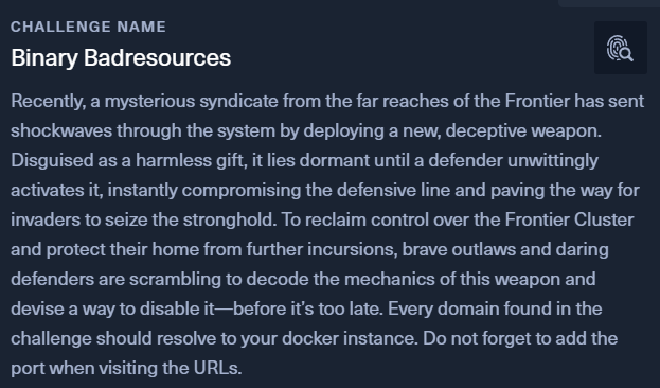 CHALLENGE NAME
Binary Badresources
Recently, a mysterious syndicate from the far reaches of the Frontier has sent
shockwaves through the system by deploying a new, deceptive weapon.
Disguised as a harmless gift, it lies dormant until a defender unwittingly
activates it, instantly compromising the defensive line and paving the way for
invaders to seize the stronghold. To reclaim control over the Frontier Cluster
and protect their home from further incursions, brave outlaws and daring
defenders are scrambling to decode the mechanics of this weapon and
devise a way to disable it—before it's too late. Every domain found in the
challenge should resolve to your docker instance. Do not forget to add the
port when visiting the URLs.